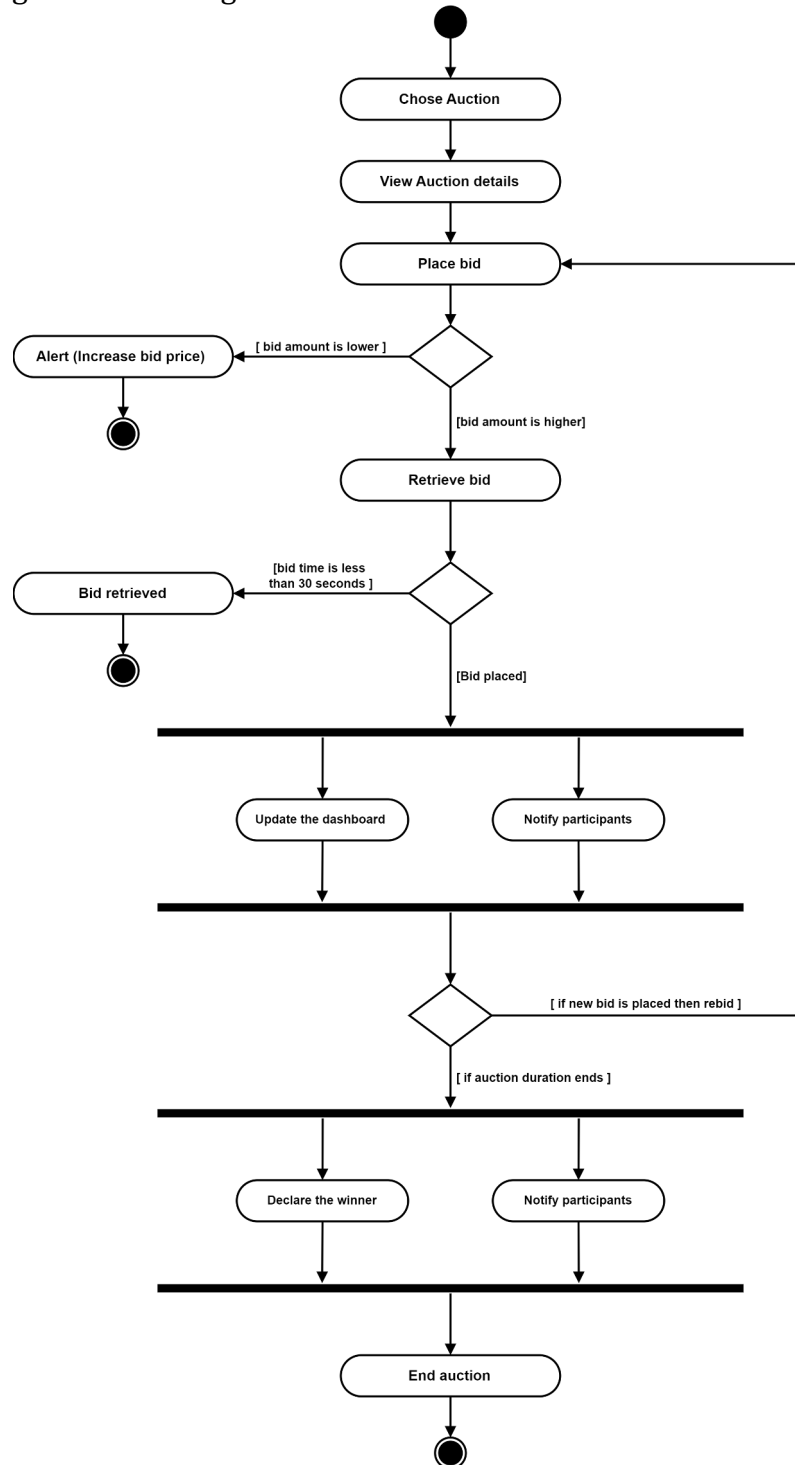 Chose Auction
View Auction details
Place bid
[ bid amount is lower ]
Alert (Increase bid price)
[bid amount is higher]
Retrieve bid
[bid time is less
than 30 seconds ]
Bid retrieved
[Bid placed]
Update the dashboard
Notify participants
[ if new bid is placed then rebid ]
[ if auction duration ends ]
Declare the winner
Notify participants
End auction